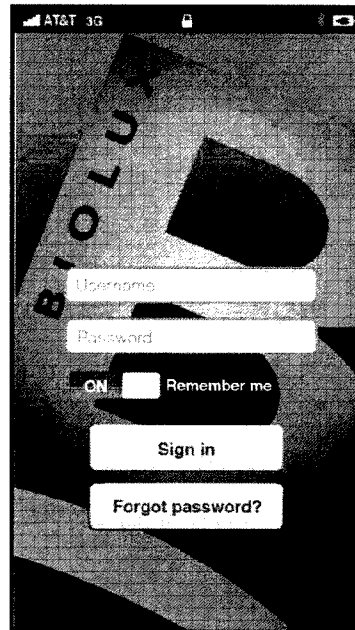 AT&T 3G
BIOLUX
Username
Password
ON Remember me
Sign in
Forgot password?